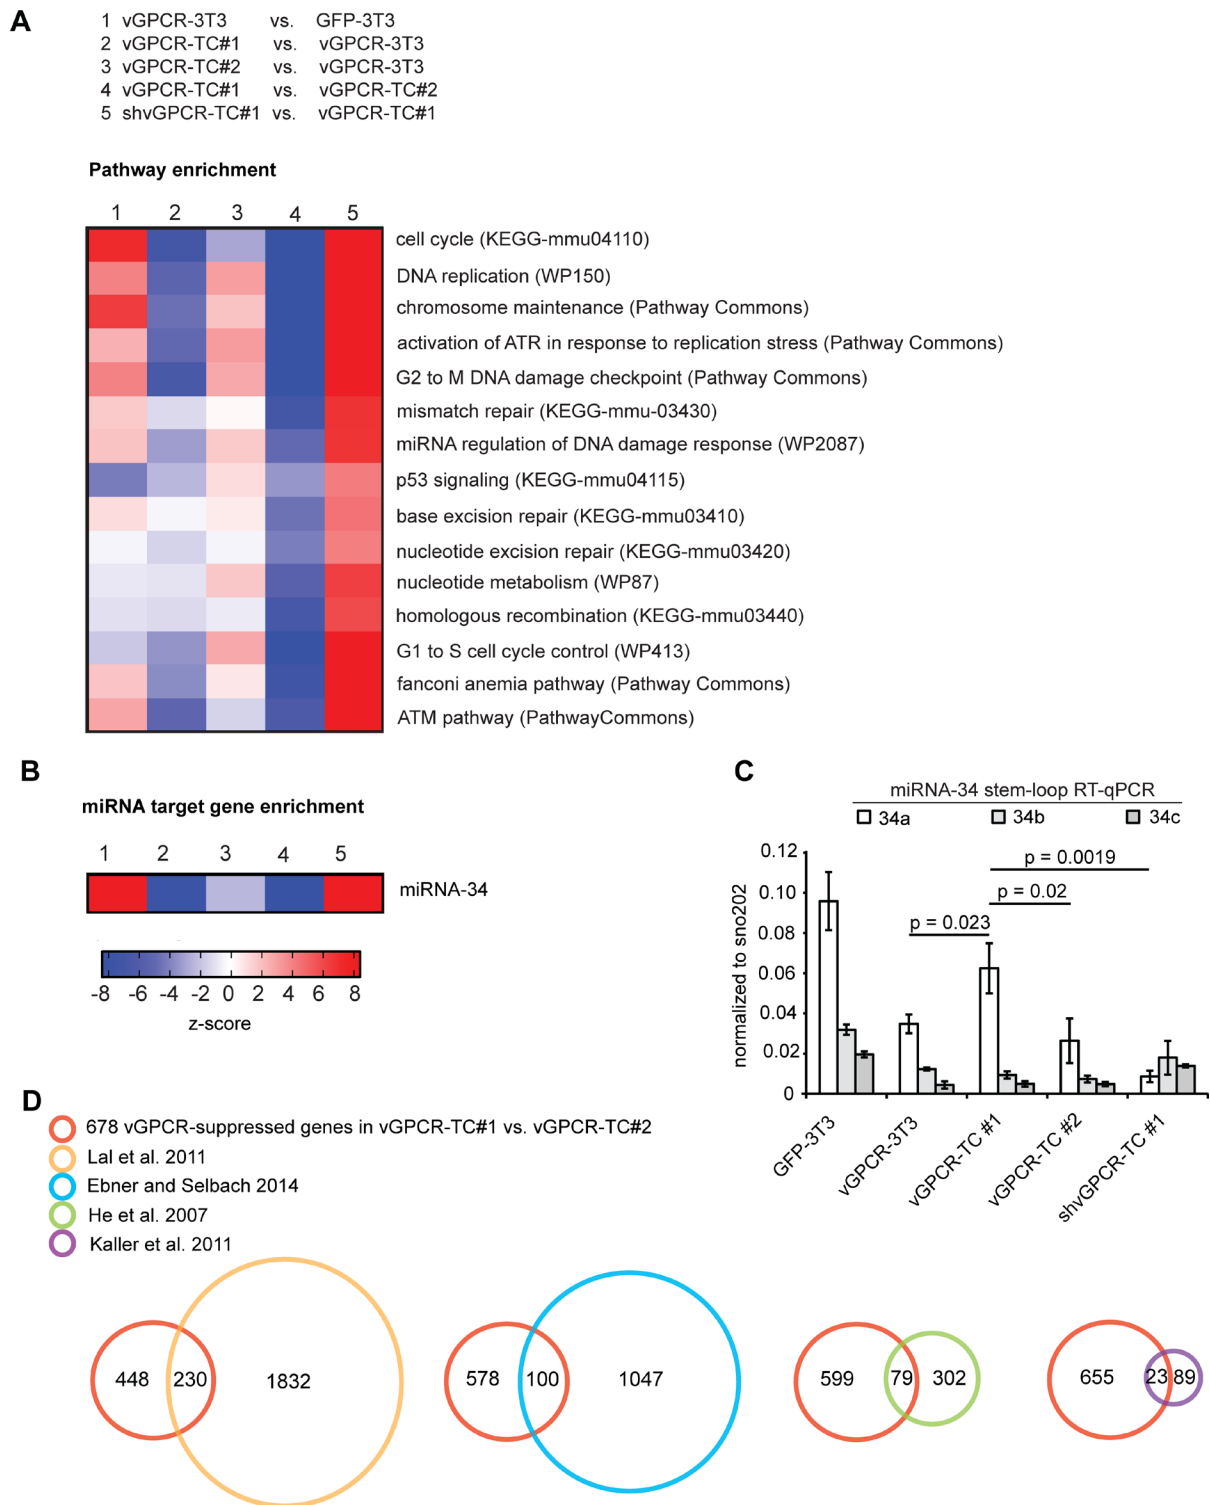 A
1 vGPCR-3T3 vs. GFP-3T3
2 vGPCR-TC#1 vs. vGPCR-3T3
3 vGPCR-TC#2 vs. vGPCR-3T3
4 vGPCR-TC#1 vs. vGPCR-TC#2
5 shvGPCR-TC#1 vs. vGPCR-TC#1
Pathway enrichment
1 2 3 4 5
cell cycle (KEGG-mmu04110)
DNA replication (WP150)
chromosome maintenance (Pathway Commons)
activation of ATR in response to replication stress (Pathway Commons)
G2 to M DNA damage checkpoint (Pathway Commons)
mismatch repair (KEGG-mmu-03430)
miRNA regulation of DNA damage response (WP2087)
p53 signaling (KEGG-mmu04115)
base excision repair (KEGG-mmu03410)
nucleotide excision repair (KEGG-mmu03420)
nucleotide metabolism (WP87)
homologous recombination (KEGG-mmu03440)
G1 to S cell cycle control (WP413)
fanconi anemia pathway (Pathway Commons)
ATM pathway (PathwayCommons)
B
miRNA target gene enrichment
1 2 3 4 5
miRNA-34
-8 -6 -4 -2 0 2 4 6 8
z-score
C
miRNA-34 stem-loop RT-qPCR
34a 34b 34c
normalized to sno202
0.12
0.10
0.08
0.06
0.04
0.02
0
p = 0.0019
p = 0.02
p = 0.023
GFP-3T3
vGPCR-3T3
vGPCR-TC #1
vGPCR-TC #2
shvGPCR-TC #1
D
678 vGPCR-suppressed genes in vGPCR-TC#1 vs. vGPCR-TC#2
Lal et al. 2011
Ebner and Selbach 2014
He et al. 2007
Kaller et al. 2011
448 230 1832
578 100 1047
599 79 302
655 23 89